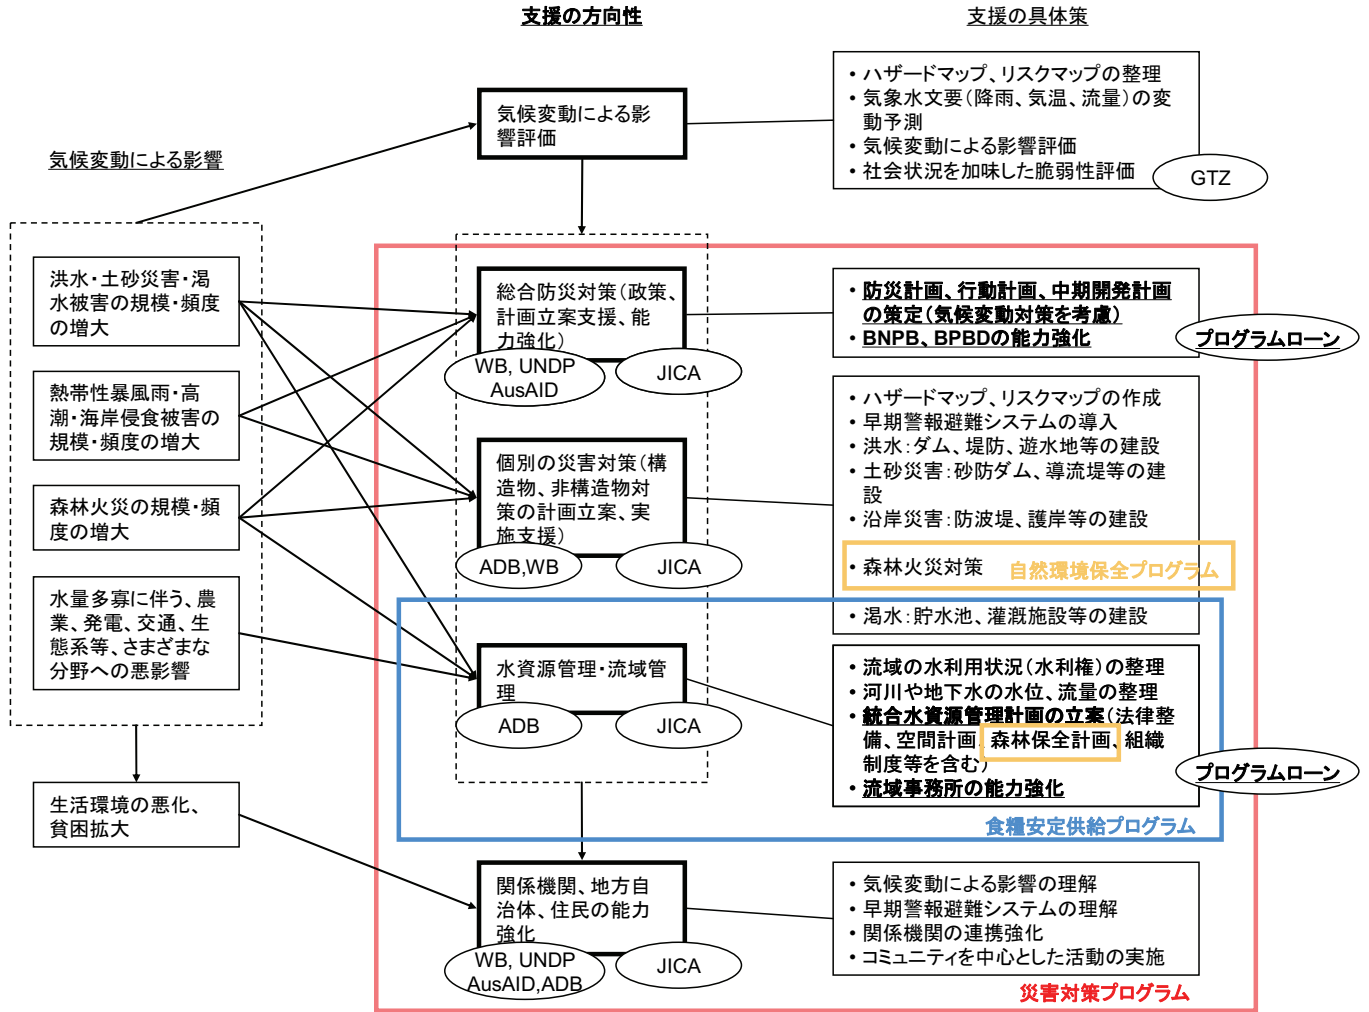 支援の方向性
支援の具体策
気候変動による影響
気候変動による影
響評価
・ハザードマップ、リスクマップの整理
・気象水文要(降雨、気温、流量)の変
動予測
・気候変動による影響評価
・社会状況を加味した脆弱性評価
GTZ
洪水・土砂災害・渇
水被害の規模・頻度
の増大
熱帯性暴風雨・高
潮・海岸侵食被害の
規模・頻度の増大
森林火災の規模・頻
度の増大
水量多寡に伴う、農
業、発電、交通、生
態系等、さまざまな
分野への悪影響
生活環境の悪化、
貧困拡大
総合防災対策(政策、
計画立案支援、能
力強化)
WB, UNDP
AusAID
JICA
・防災計画、行動計画、中期開発計画
の策定(気候変動対策を考慮)
・BNPB、BPBDの能力強化
プログラムローン
個別の災害対策(構
造物、非構造物対
策の計画立案、実
施支援)
ADB,WB
JICA
・ハザードマップ、リスクマップの作成
・早期警報避難システムの導入
・洪水:ダム、堤防、遊水地等の建設
・土砂災害:砂防ダム、導流堤等の建
設
・沿岸災害:防波堤、護岸等の建設
・森林火災対策
自然環境保全プログラム
・渇水:貯水池、灌漑施設等の建設
水資源管理・流域管
理
ADB
JICA
・流域の水利用状況(水利権)の整理
・河川や地下水の水位、流量の整理
・統合水資源管理計画の立案(法律整
備、空間計画、森林保全計画、組織
制度等を含む)
・流域事務所の能力強化
プログラムローン
食糧安定供給プログラム
関係機関、地方自
治体、住民の能力
強化
WB, UNDP
AusAID,ADB
JICA
・気候変動による影響の理解
・早期警報避難システムの理解
・関係機関の連携強化
・コミュニティを中心とした活動の実施
災害対策プログラム